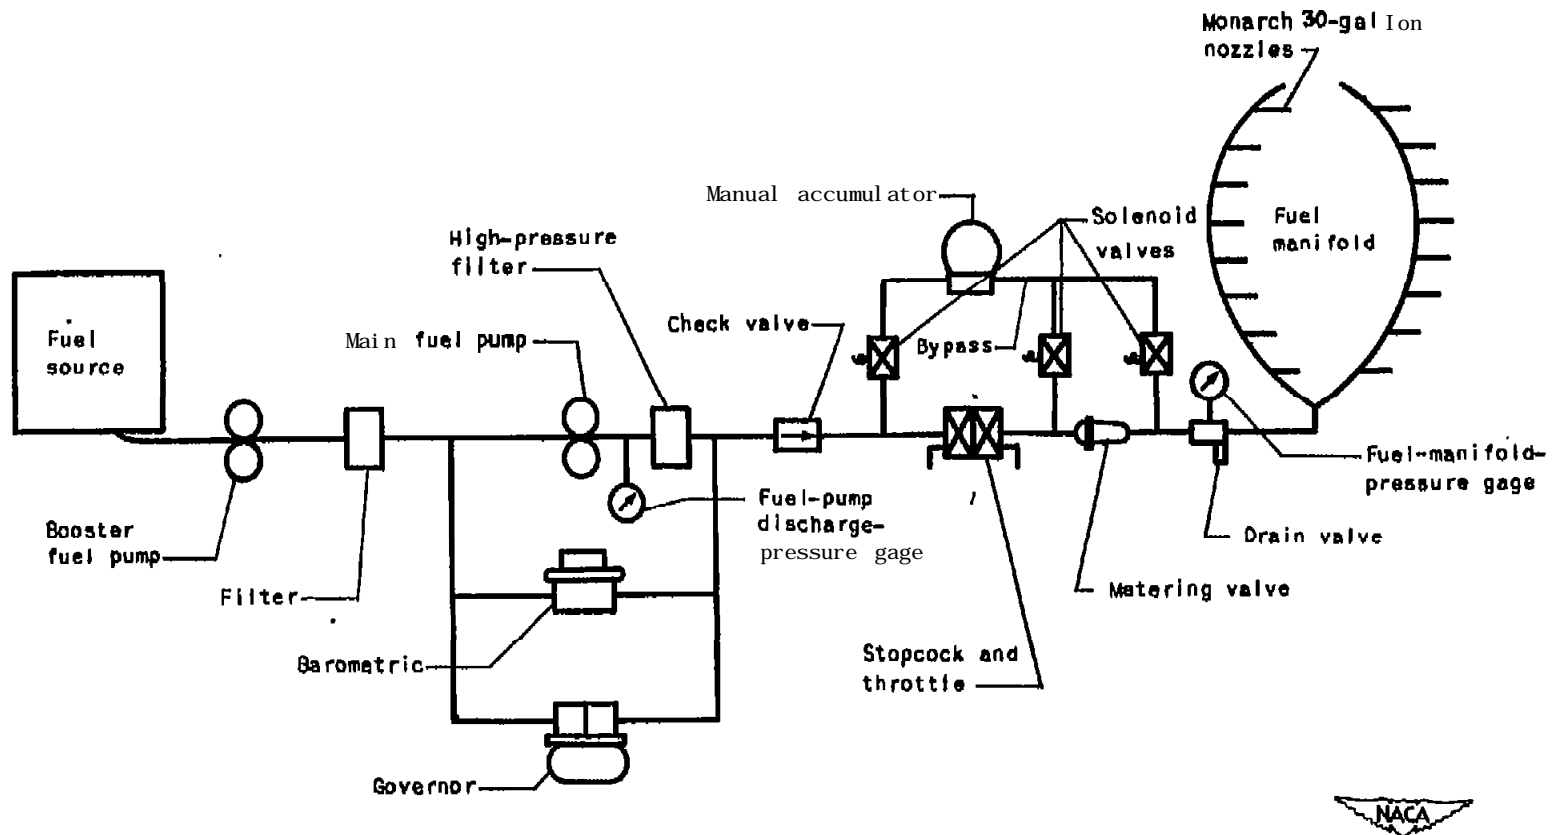 Monarch 30-gallon
nozzles
Manual accumulator
Solenoid
valves
Fuel
manifold
High-pressure
filter
Fuel
source
Main fuel pump
Check valve
Bypass
Fuel-manifold-
pressure gage
Booster
fuel pump
Fuel-pump
discharge-
pressure gage
Drain valve
Filter
Metering valve
Barometric
Stopcock and
throttle
Governor
NACA